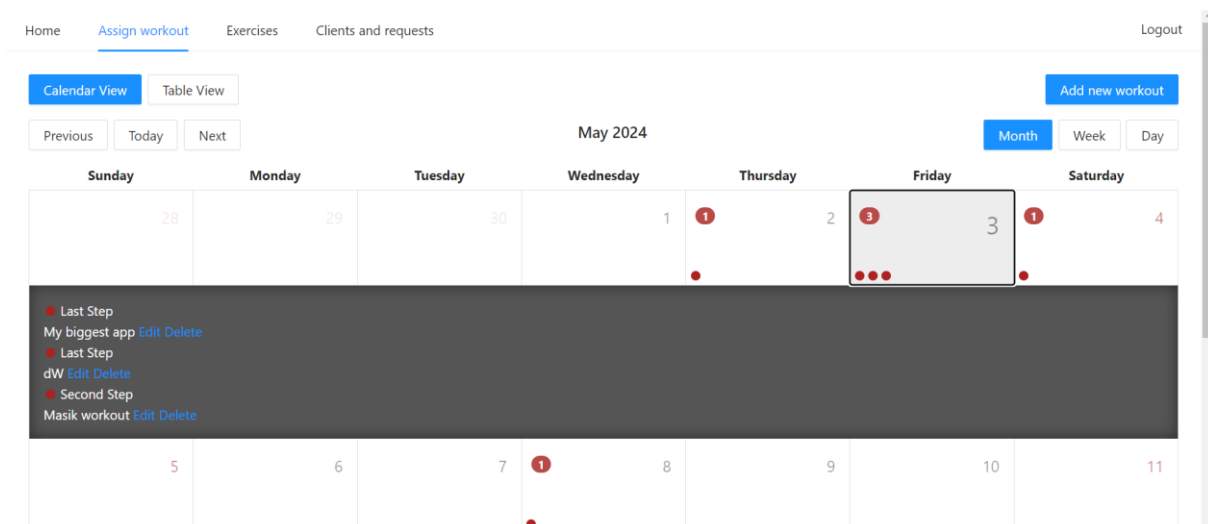 Home Assign workout Exercises Clients and requests Logout
Calendar View Table View Add new workout
Previous Today Next May 2024 Month Week Day
Sunday Monday Tuesday Wednesday Thursday Friday Saturday
28 29 30 1 1 2 3 3 1 4
Last Step
My biggest app Edit Delete
Last Step
dW Edit Delete
Second Step
Masik workout Edit Delete
5 6 7 1 8 9 10 11